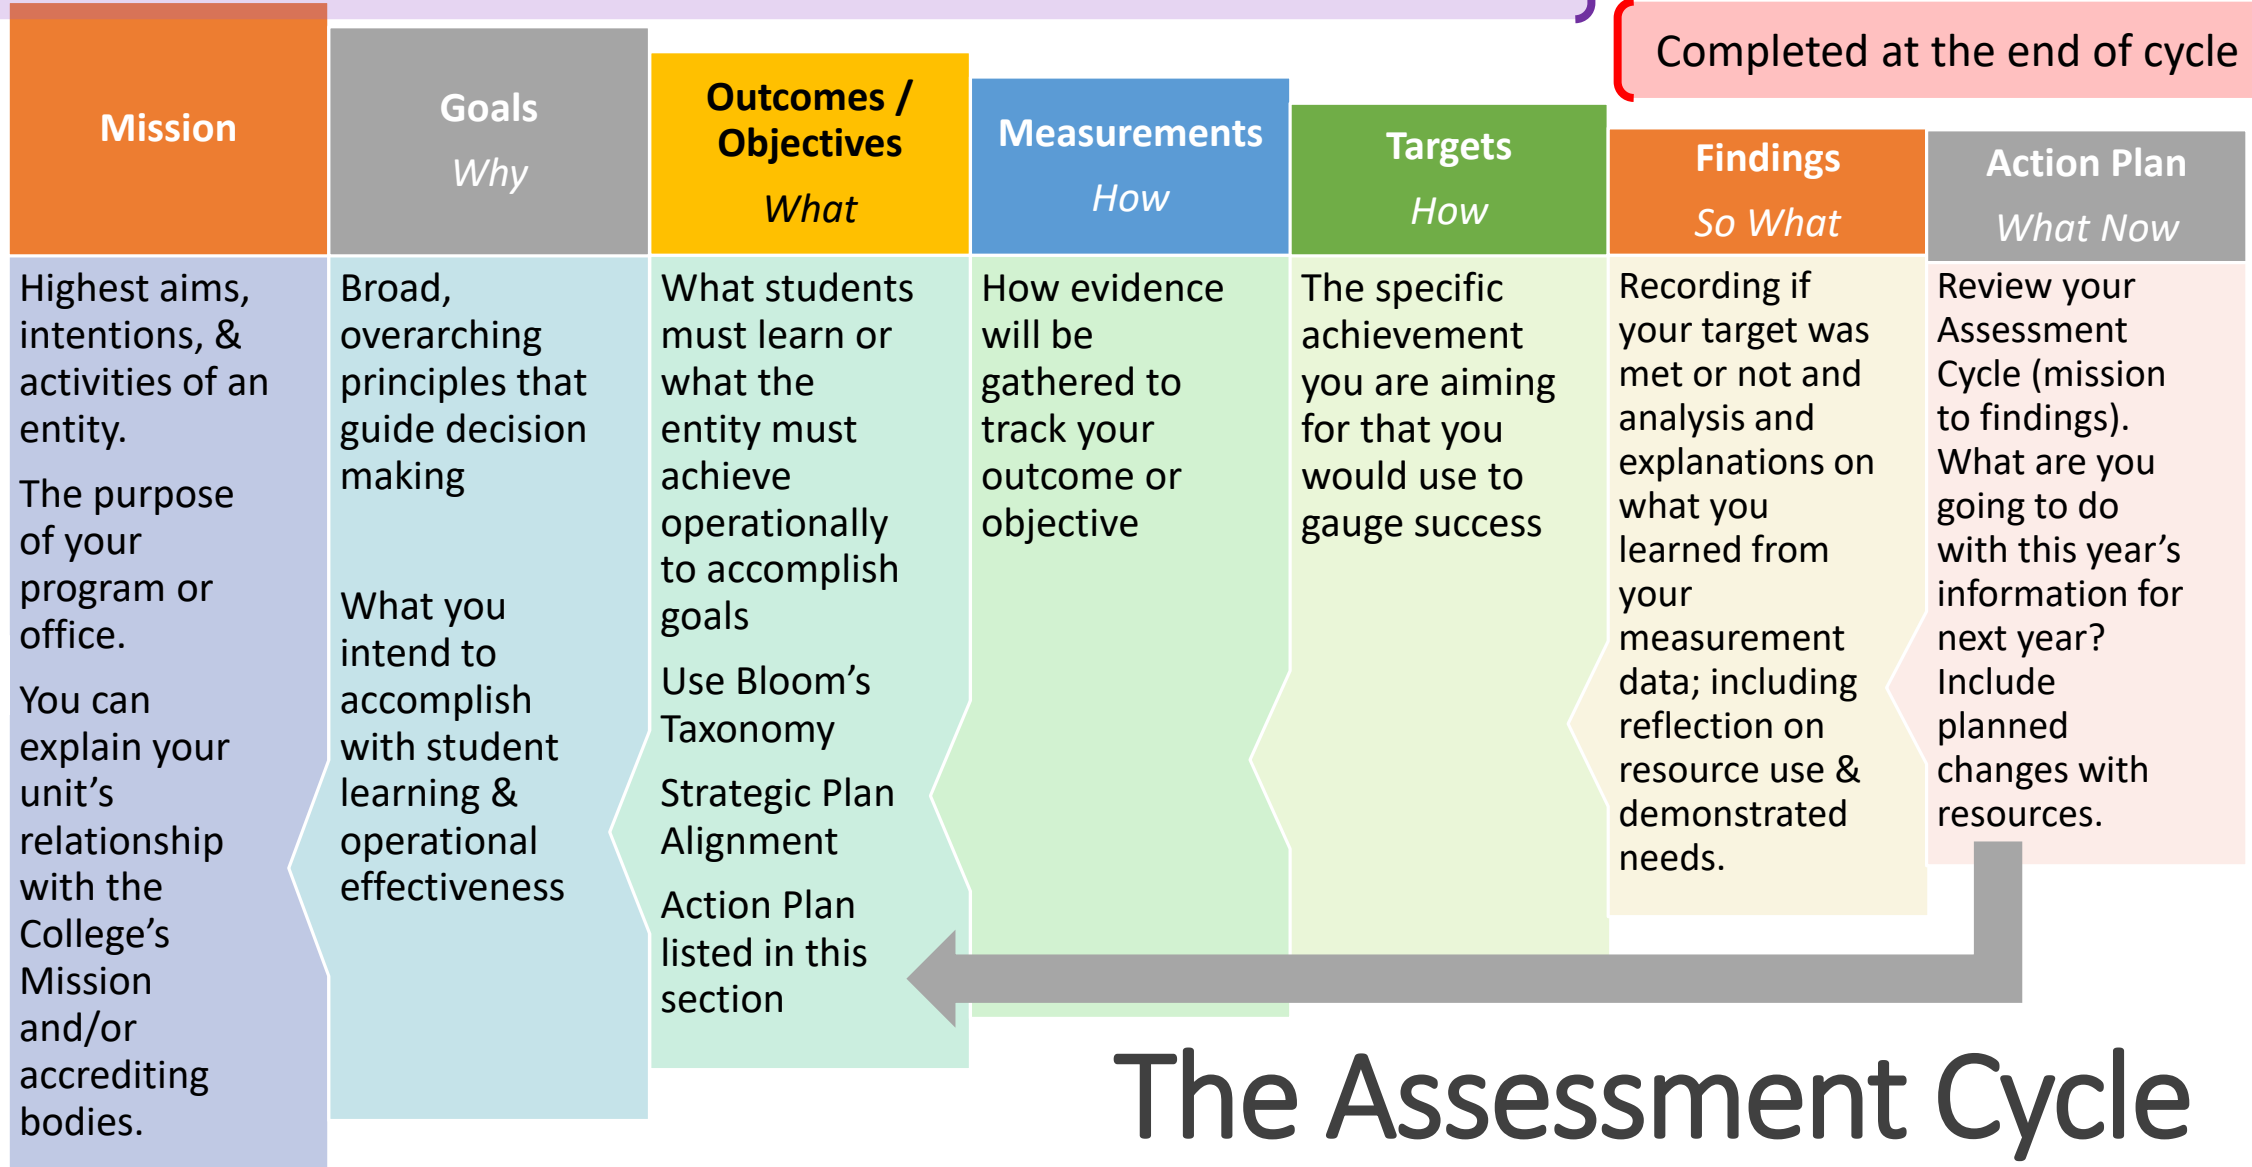 Completed at the end of cycle
Mission
Goals
Why
Outcomes /
Objectives
What
Measurements
How
Targets
How
Findings
So What
Action Plan
What Now
Highest aims,
intentions, &
activities of an
entity.
The purpose
of your
program or
office.
You can
explain your
unit’s
relationship
with the
College’s
Mission
and/or
accrediting
bodies.
Broad,
overarching
principles that
guide decision
making
What you
intend to
accomplish
with student
learning &
operational
effectiveness
What students
must learn or
what the
entity must
achieve
operationally
to accomplish
goals
Use Bloom’s
Taxonomy
Strategic Plan
Alignment
Action Plan
listed in this
section
How evidence
will be
gathered to
track your
outcome or
objective
The specific
achievement
you are aiming
for that you
would use to
gauge success
Recording if
your target was
met or not and
analysis and
explanations on
what you
learned from
your
measurement
data; including
reflection on
resource use &
demonstrated
needs.
Review your
Assessment
Cycle (mission
to findings).
What are you
going to do
with this year’s
information for
next year?
Include
planned
changes with
resources.
The Assessment Cycle